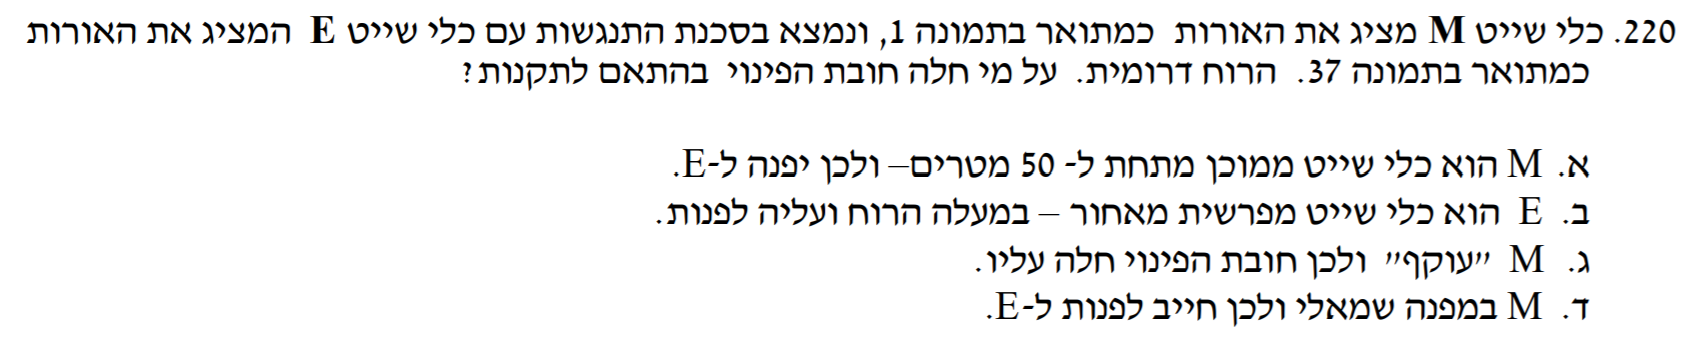 220. כלי שייט M מציג את האורות כמתואר בתמונה 1, ונמצא בסכנת התנגשות עם כלי שייט E המציג את האורות
כמתואר בתמונה 37. הרוח דרומית. על מי חלה חובת הפינוי בהתאם לתקנות?
א. M הוא כלי שייט ממוכן מתחת ל- 50 מטרים– ולכן יפנה ל-E.
ב. E הוא כלי שייט מפרשית מאחור – במעלה הרוח ועליה לפנות.
ג. M "עוקף" ולכן חובת הפינוי חלה עליו.
ד. M במפנה שמאלי ולכן חייב לפנות ל-E.